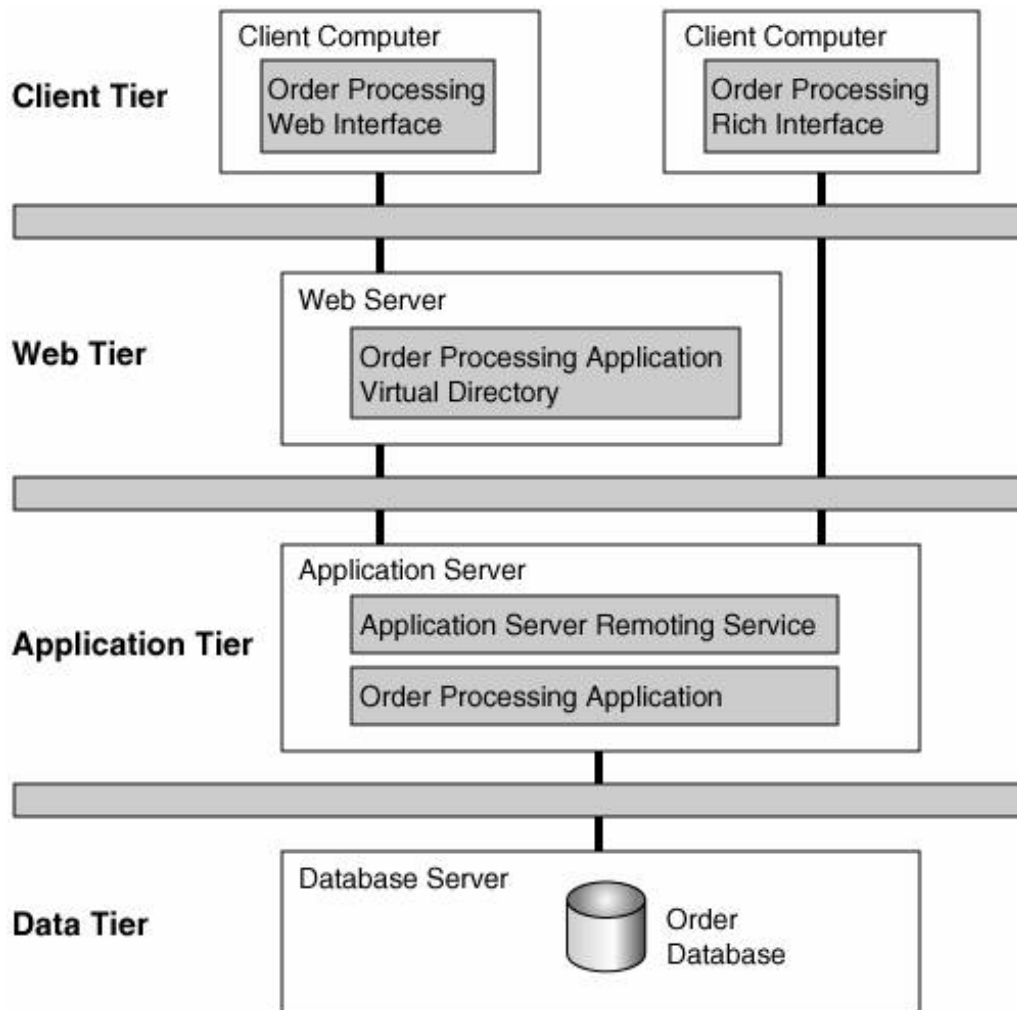 Client Computer
Client Computer
Client Tier
Order Processing
Web Interface
Order Processing
Rich Interface
Web Server
Web Tier
Order Processing Application
Virtual Directory
Application Server
Application Server Remoting Service
Application Tier
Order Processing Application
Database Server
Data Tier
Order
Database